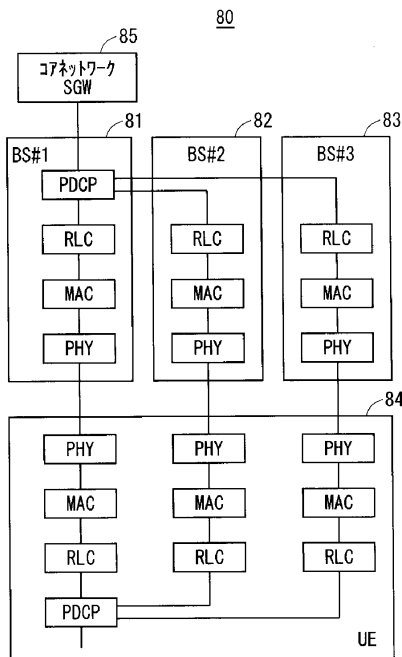 80
85
コアネットワーク
SGW
81
82
83
BS#1
BS#2
BS#3
PDCP
RLC
RLC
RLC
MAC
MAC
MAC
PHY
PHY
PHY
84
PHY
PHY
PHY
MAC
MAC
MAC
RLC
RLC
RLC
PDCP
UE